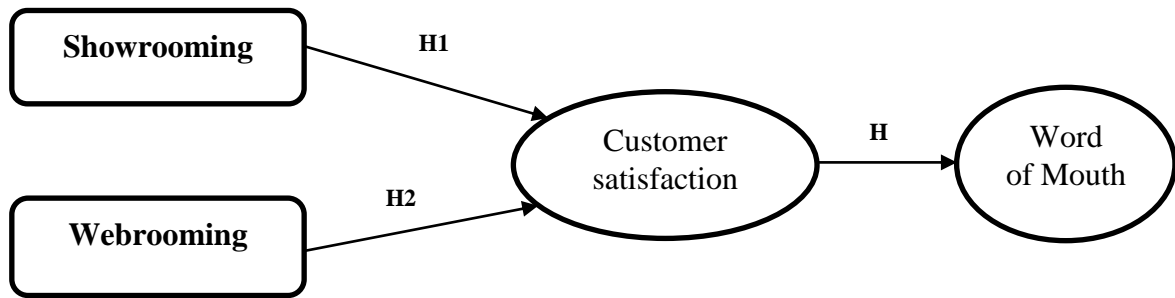 Showrooming
H1
Customer
satisfaction
H
Word
of Mouth
H2
Webrooming